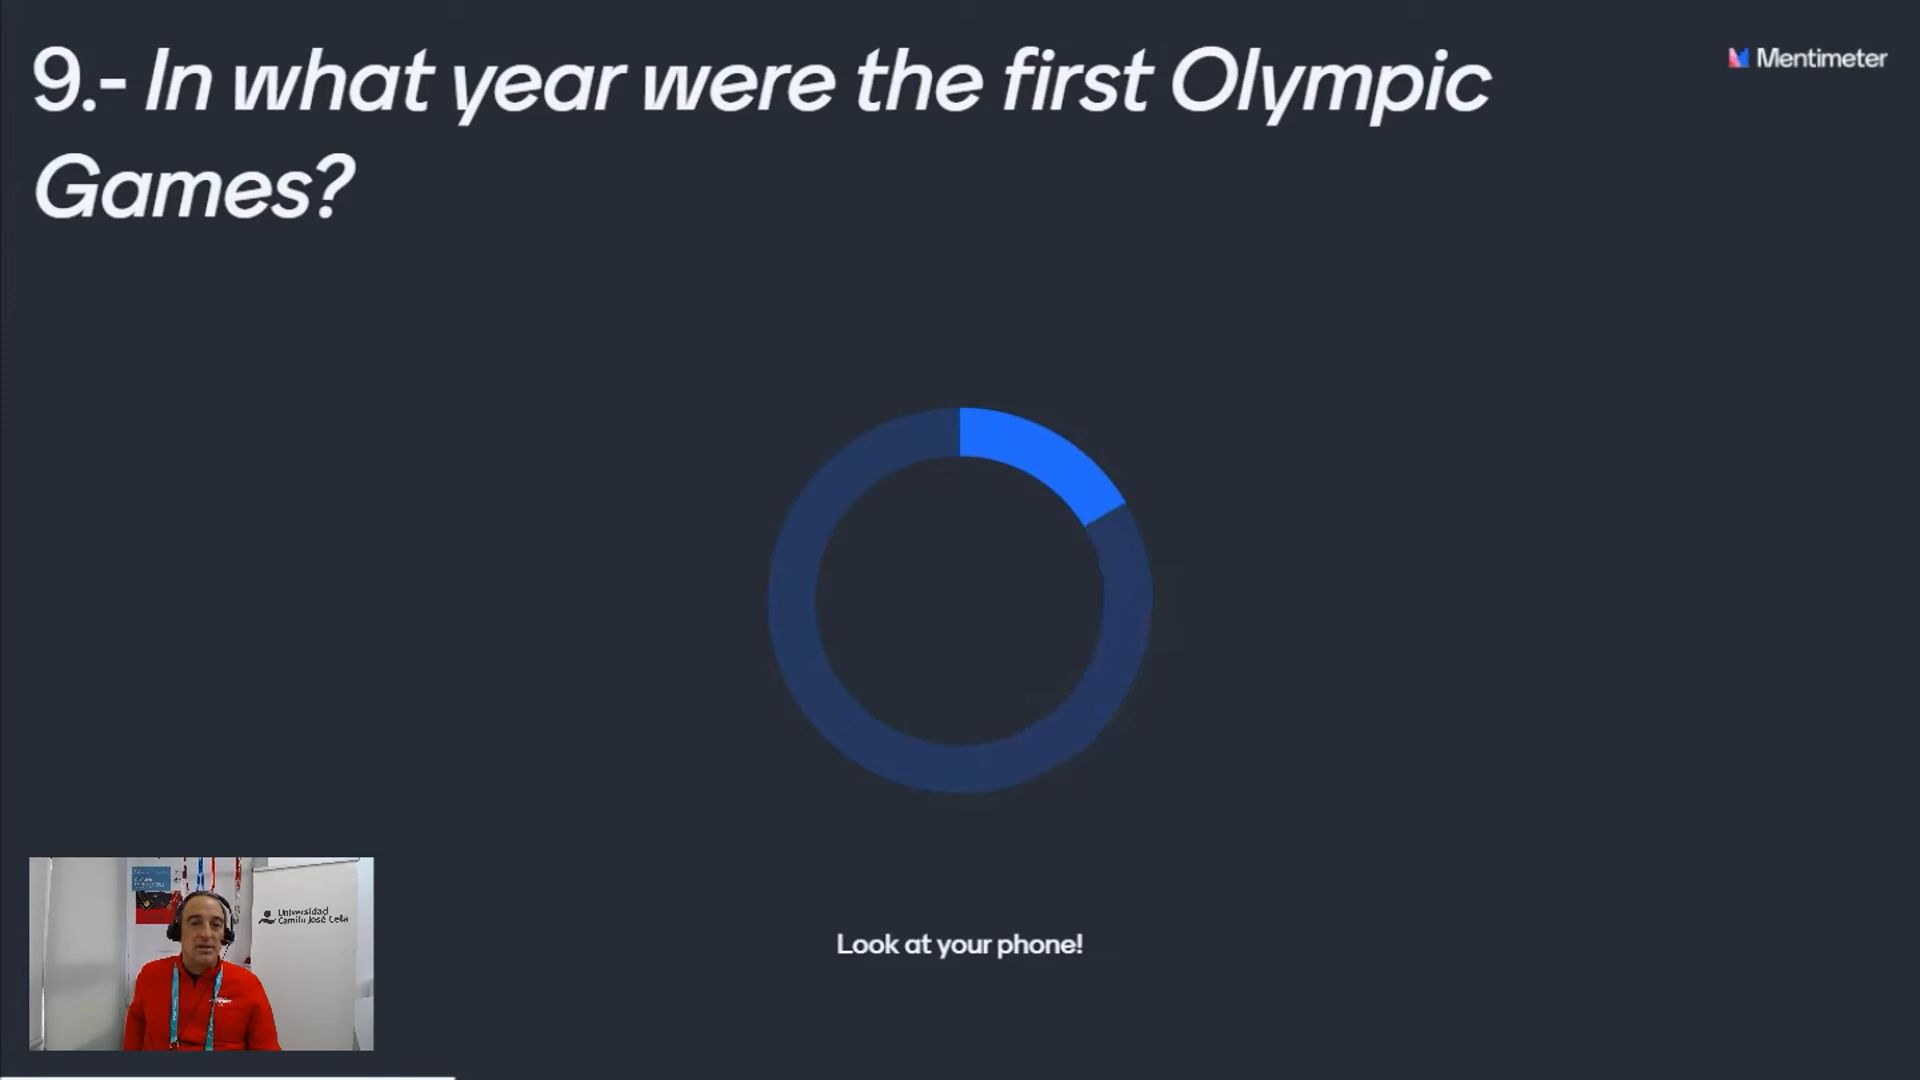 9.- In what year were the first Olympic
Games?
Mentimeter
Universidad
Camilo José Cela
Look at your phone!